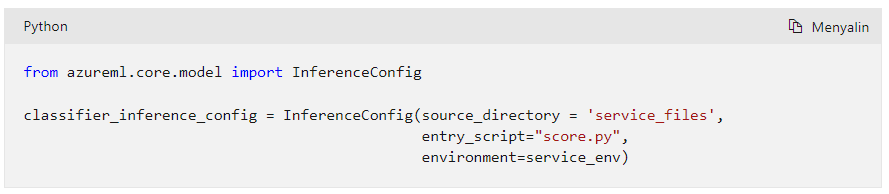 Python
Menyalin
from azureml.core.model import InferenceConfig
classifier_inference_config = InferenceConfig(source_directory = 'service_files',
entry_script="score.py",
environment=service_env)